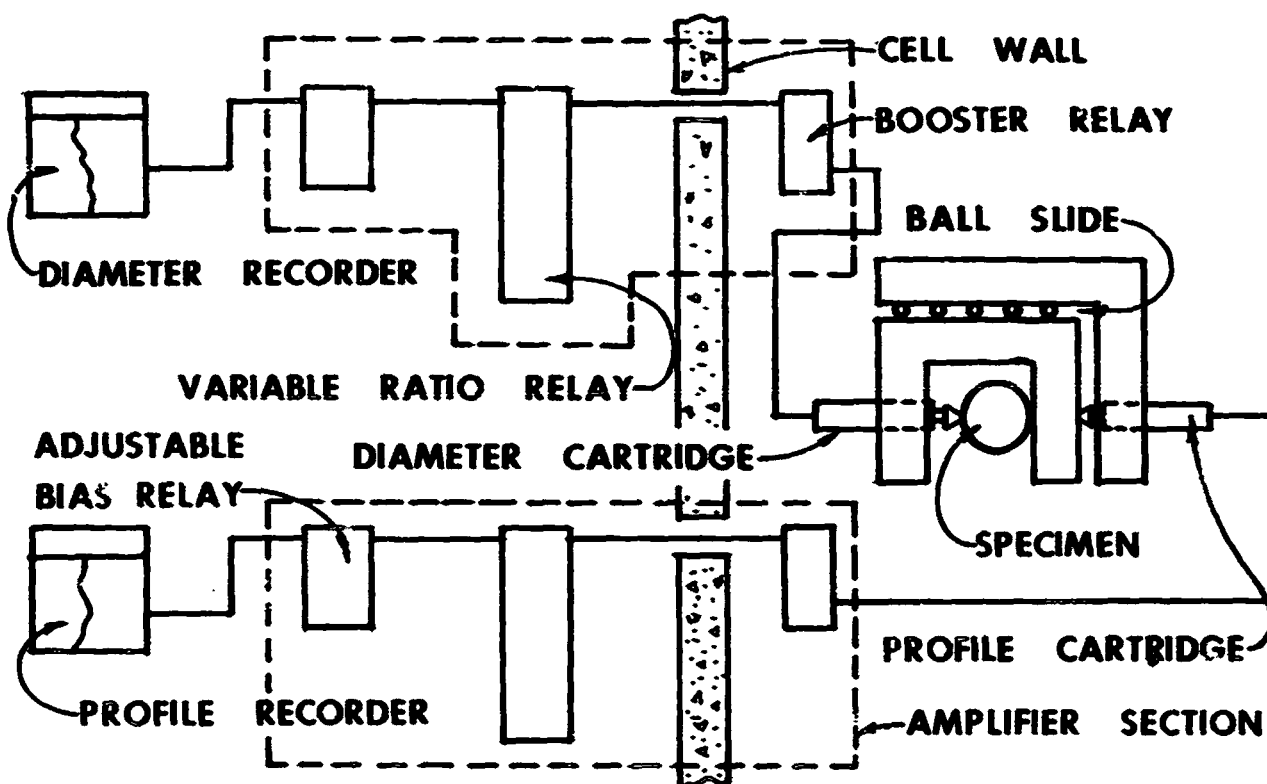 CELL WALL
BOOSTER RELAY
BALL SLIDE
DIAMETER RECORDER
VARIABLE RATIO RELAY
ADJUSTABLE
BIAS RELAY
DIAMETER CARTRIDGE
SPECIMEN
PROFILE CARTRIDGE
PROFILE RECORDER
AMPLIFIER SECTION